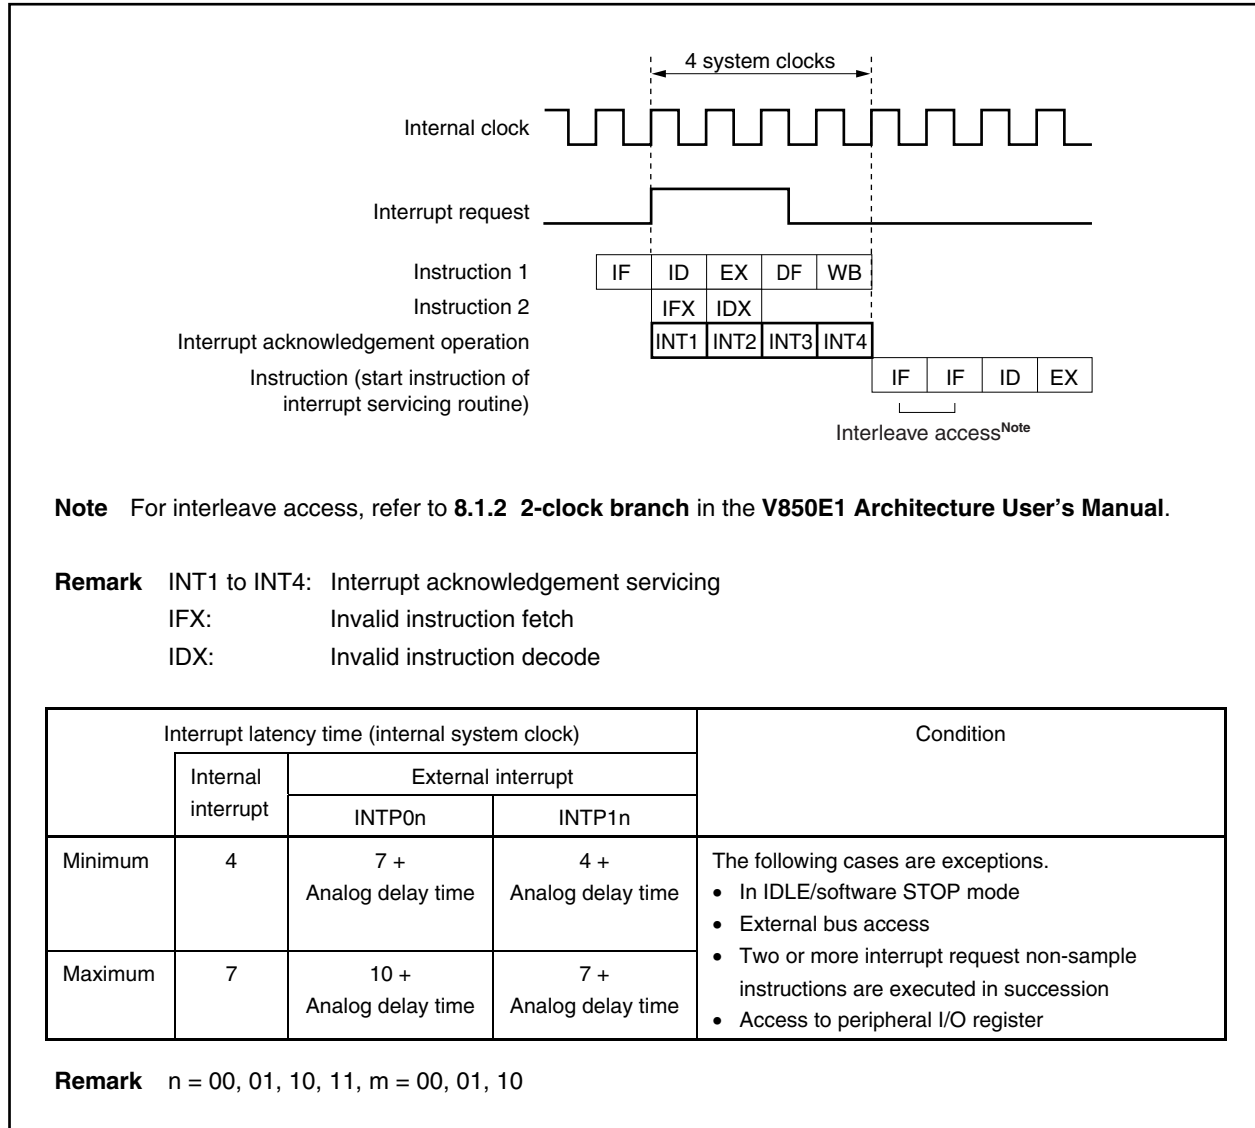 4 system clocks
Internal clock
Interrupt request
Instruction 1 IF ID EX DF WB
Instruction 2 IFX IDX
Interrupt acknowledgement operation INT1 INT2 INT3 INT4
Instruction (start instruction of
interrupt servicing routine)
IF IF ID EX
Interleave accessNote
Note For interleave access, refer to 8.1.2 2-clock branch in the V850E1 Architecture User's Manual.
Remark INT1 to INT4: Interrupt acknowledgement servicing
IFX: Invalid instruction fetch
IDX: Invalid instruction decode
Interrupt latency time (internal system clock) Condition
Internal
interrupt
External interrupt
INTP0n INTP1n
Minimum 4 7 +
Analog delay time
4 +
Analog delay time
Maximum 7 10 +
Analog delay time
7 +
Analog delay time
The following cases are exceptions.
• In IDLE/software STOP mode
• External bus access
• Two or more interrupt request non-sample
instructions are executed in succession
• Access to peripheral I/O register
Remark n = 00, 01, 10, 11, m = 00, 01, 10